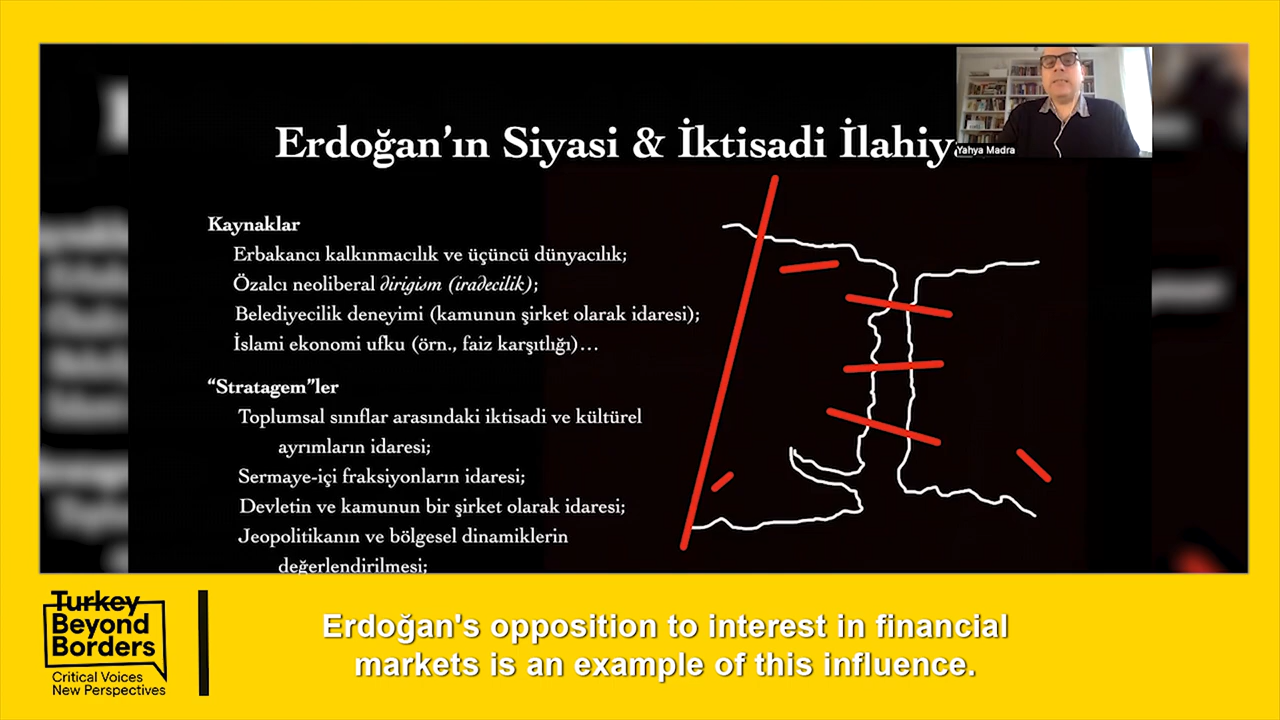 Erdoğan'ın Siyasi & İktisadi
Yahya Madra
Kaynaklar
Erbakancı kalkınmacılık ve üçüncü dünyacılık;
Özalcı neoliberal dirigism (iradecilik);
Belediyecilik deneyimi (kamunun şirket olarak idaresi);
İslami ekonomi ufku (örn., faiz karşıtlığı)…
“Stratagem”ler
Toplumsal sınıflar arasındaki iktisadi ve kültürel
ayrımların idaresi;
Sermaye-içi fraksiyonların idaresi;
Devletin ve kamunun bir şirket olarak idaresi;
Jeopolitikanın ve bölgesel dinamiklerin
değerlendirilmesi;
Turkey
Beyond
Borders
Critical Voices
New Perspectives
Erdoğan's opposition to interest in financial
markets is an example of this influence.